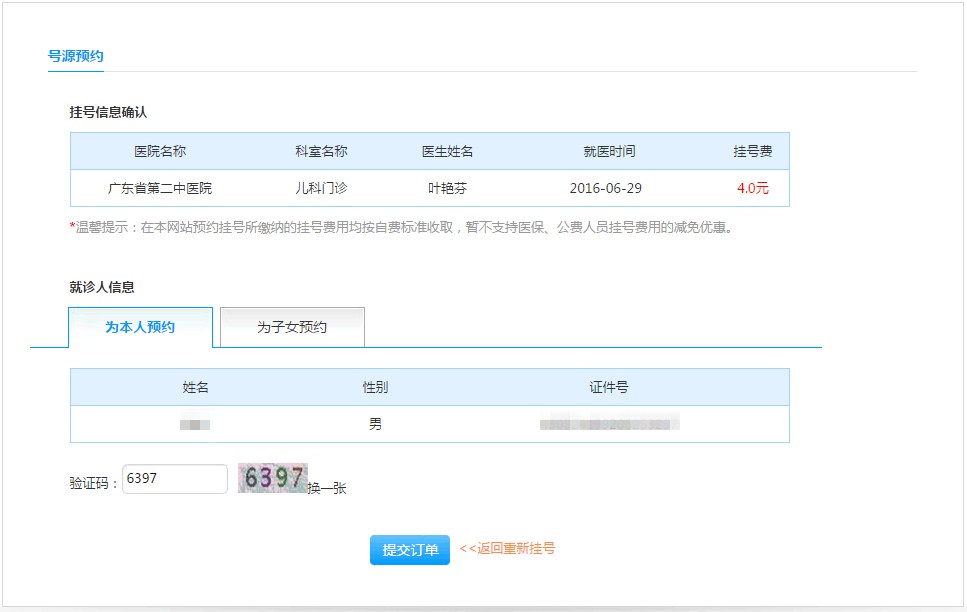 号源预约
挂号信息确认
医院名称 科室名称 医生姓名 就医时间 挂号费
广东省第二中医院 儿科门诊 叶艳芬 2016-06-29 4.0元
*温馨提示：在本网站预约挂号所缴纳的挂号费用均按自费标准收取，暂不支持医保、公费人员挂号费用的减免优惠。
就诊人信息
为本人预约 为子女预约
姓名 性别 证件号
男
验证码： 6397 6397 换一张
提交订单 <<返回重新挂号